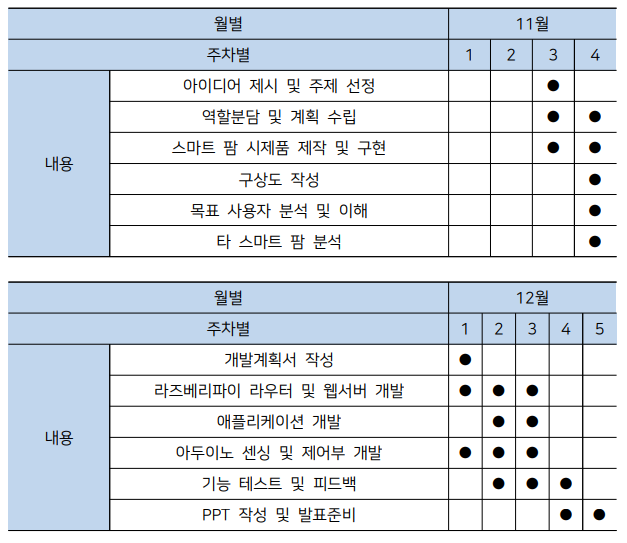 월별 11월
주차별 1 2 3 4
아이디어 제시 및 주제 선정 ●
역할분담 및 계획 수립 ● ●
스마트 팜 시제품 제작 및 구현 ● ●
내용
구상도 작성 ●
목표 사용자 분석 및 이해 ●
타 스마트 팜 분석 ●
월별 12월
주차별 1 2 3 4 5
개발계획서 작성 ●
라즈베리파이 라우터 및 웹서버 개발 ● ● ●
애플리케이션 개발 ● ●
내용
아두이노 센싱 및 제어부 개발 ● ● ●
기능 테스트 및 피드백 ● ● ●
PPT 작성 및 발표준비 ● ●